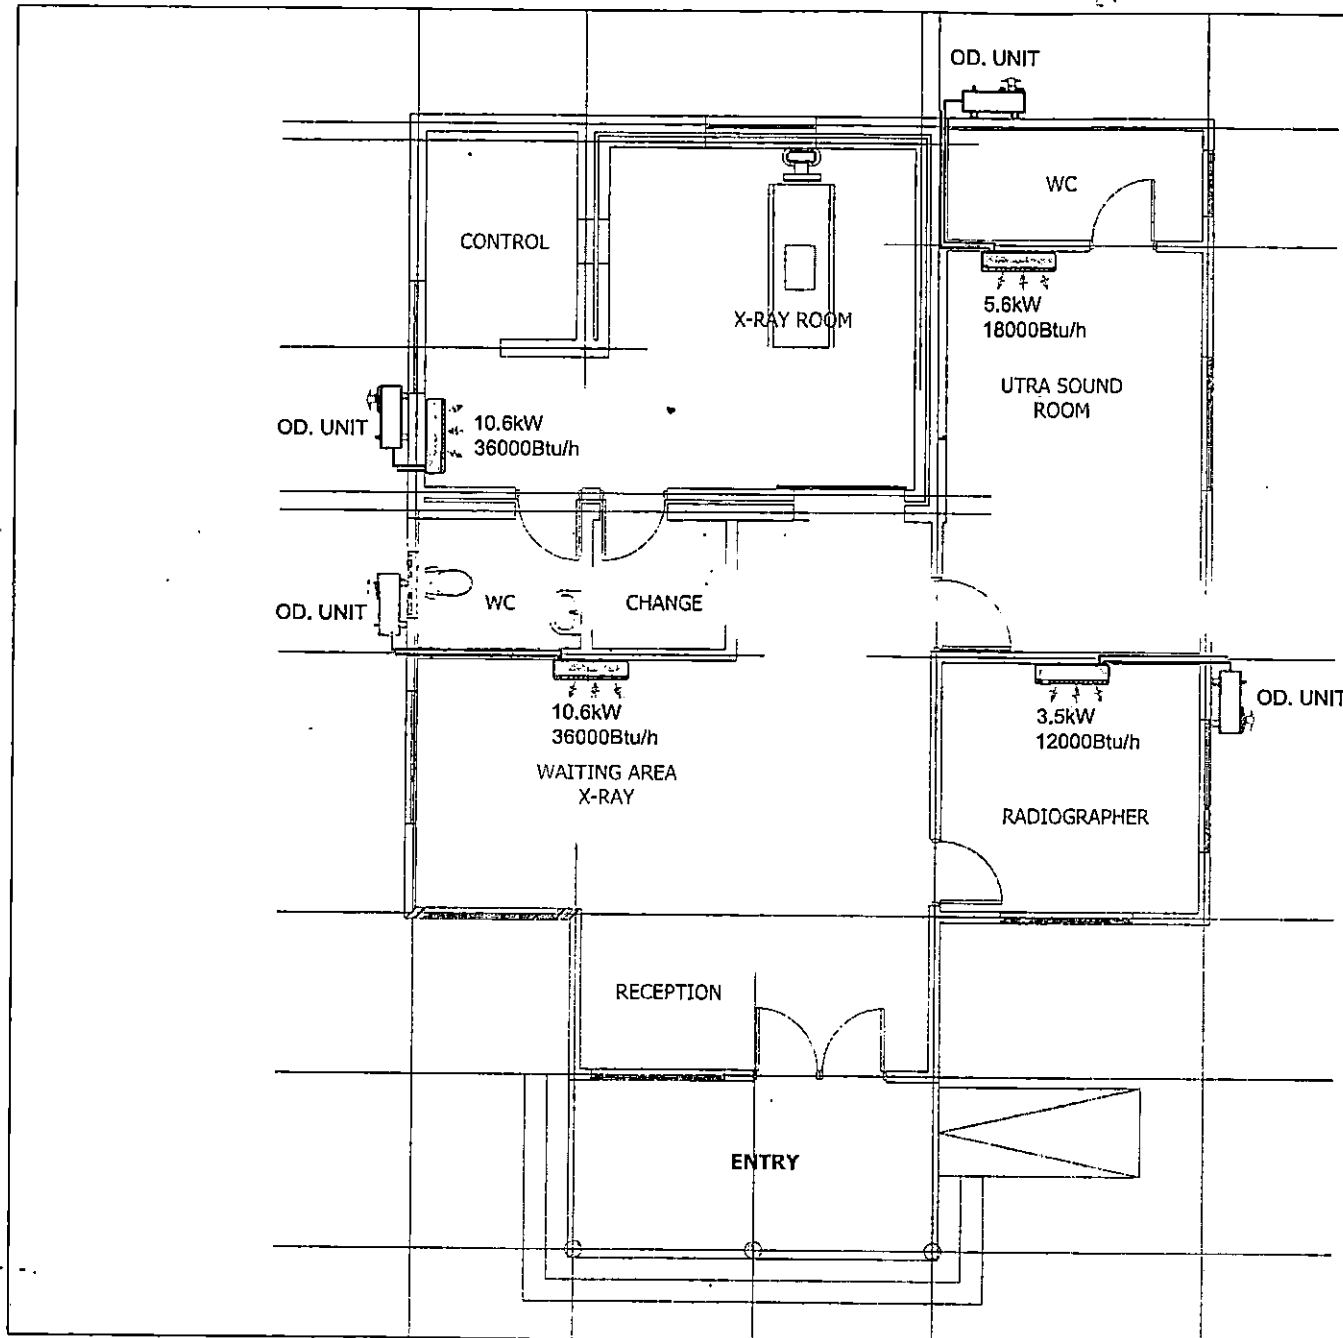 OD. UNIT
WC
CONTROL
5.6kW
18000Btu/h
X-RAY ROOM
UTRA SOUND
ROOM
OD. UNIT
10.6kW
36000Btu/h
OD. UNIT
WC
CHANGE
10.6kW
36000Btu/h
3.5kW
12000Btu/h
OD. UNIT
WAITING AREA
X-RAY
RADIOGRAPHER
RECEPTION
ENTRY